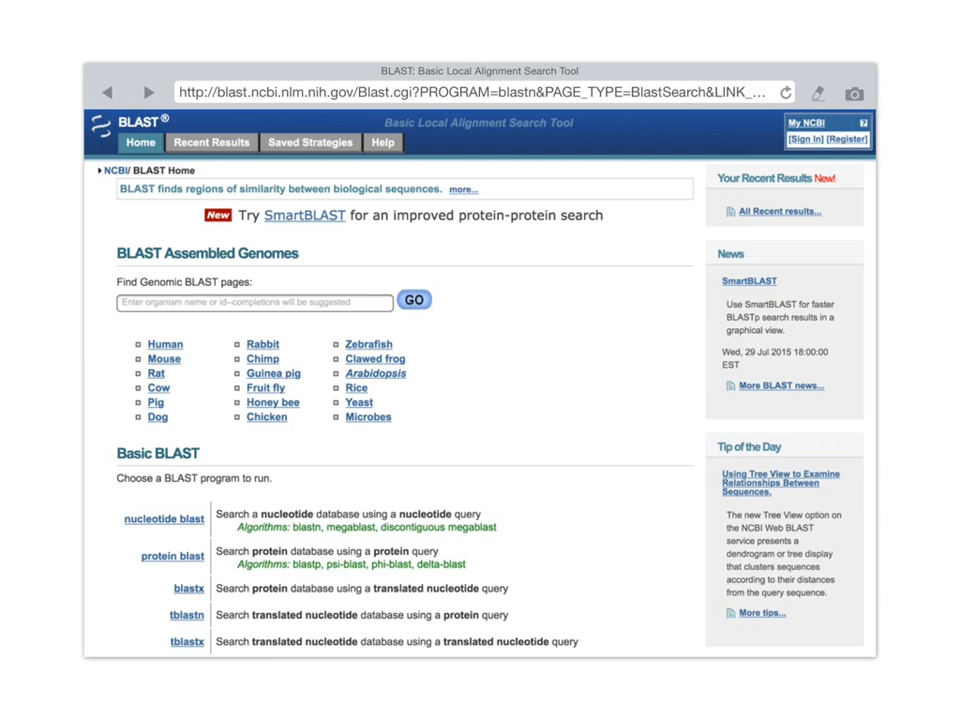 BLAST: Basic Local Alignment Search Tool
http://blast.ncbi.nlm.nih.gov/Blast.cgi?PROGRAM=blastn&PAGE_TYPE=BlastSearch&LINK_...
BLAST®
Basic Local Alignment Search Tool
My NCBI ?
[Sign In] [Register]
Home Recent Results Saved Strategies Help
NCBI/ BLAST Home
BLAST finds regions of similarity between biological sequences. more...
New Try SmartBLAST for an improved protein-protein search
BLAST Assembled Genomes
Find Genomic BLAST pages:
Enter organism name or id--completions will be suggested
GO
Human
Mouse
Rat
Cow
Pig
Dog
Rabbit
Chimp
Guinea pig
Fruit fly
Honey bee
Chicken
Zebrafish
Clawed frog
Arabidopsis
Rice
Yeast
Microbes
Basic BLAST
Choose a BLAST program to run.
nucleotide blast
Search a nucleotide database using a nucleotide query
Algorithms: blastn, megablast, discontiguous megablast
protein blast
Search protein database using a protein query
Algorithms: blastp, psi-blast, phi-blast, delta-blast
blastx
Search protein database using a translated nucleotide query
tblastn
Search translated nucleotide database using a protein query
tblastx
Search translated nucleotide database using a translated nucleotide query
Your Recent Results New!
All Recent results...
News
SmartBLAST
Use SmartBLAST for faster
BLASTp search results in a
graphical view.
Wed, 29 Jul 2015 18:00:00
EST
More BLAST news...
Tip of the Day
Using Tree View to Examine
Relationships Between
Sequences.
The new Tree View option on
the NCBI Web BLAST
service presents a
dendrogram or tree display
that clusters sequences
according to their distances
from the query sequence.
More tips...